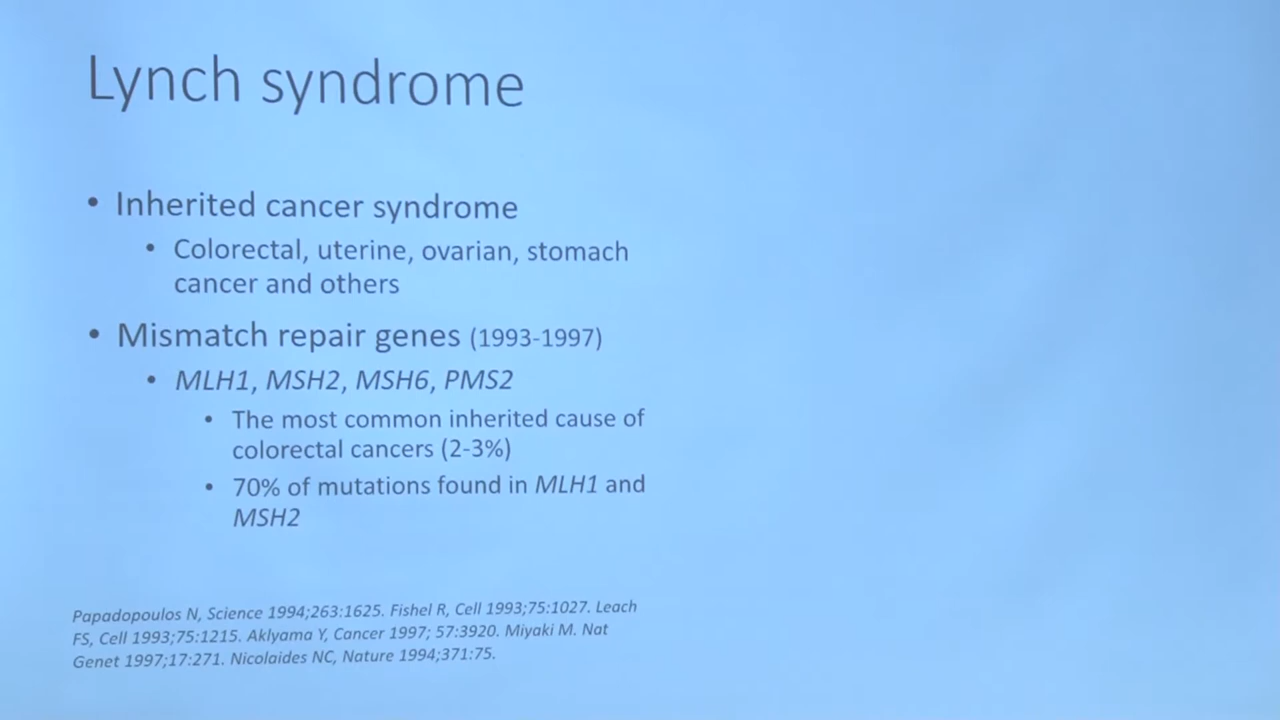 Lynch syndrome
• Inherited cancer syndrome
• Colorectal, uterine, ovarian, stomach
cancer and others
• Mismatch repair genes (1993-1997)
• MLH1, MSH2, MSH6, PMS2
• The most common inherited cause of
colorectal cancers (2-3%)
• 70% of mutations found in MLH1 and
MSH2
Papadopoulos N, Science 1994;263:1625. Fishel R, Cell 1993;75:1027. Leach
FS, Cell 1993;75:1215. Aklyama Y, Cancer 1997; 57:3920. Miyaki M. Nat
Genet 1997;17:271. Nicolaides NC, Nature 1994;371:75.